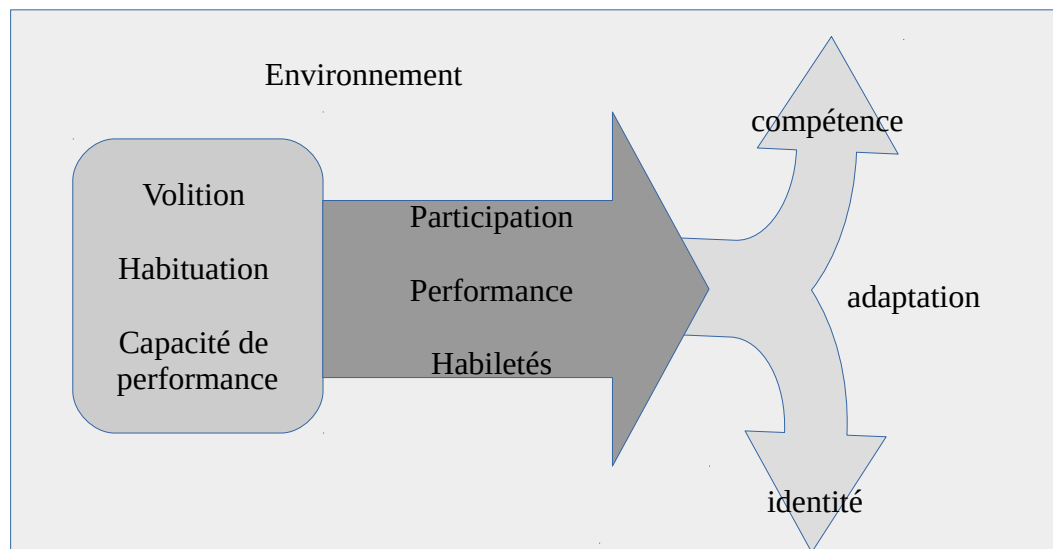 Environnement
Volition
Habituation
Capacité de
performance
Participation
Performance
Habiletés
compétence
adaptation
identité